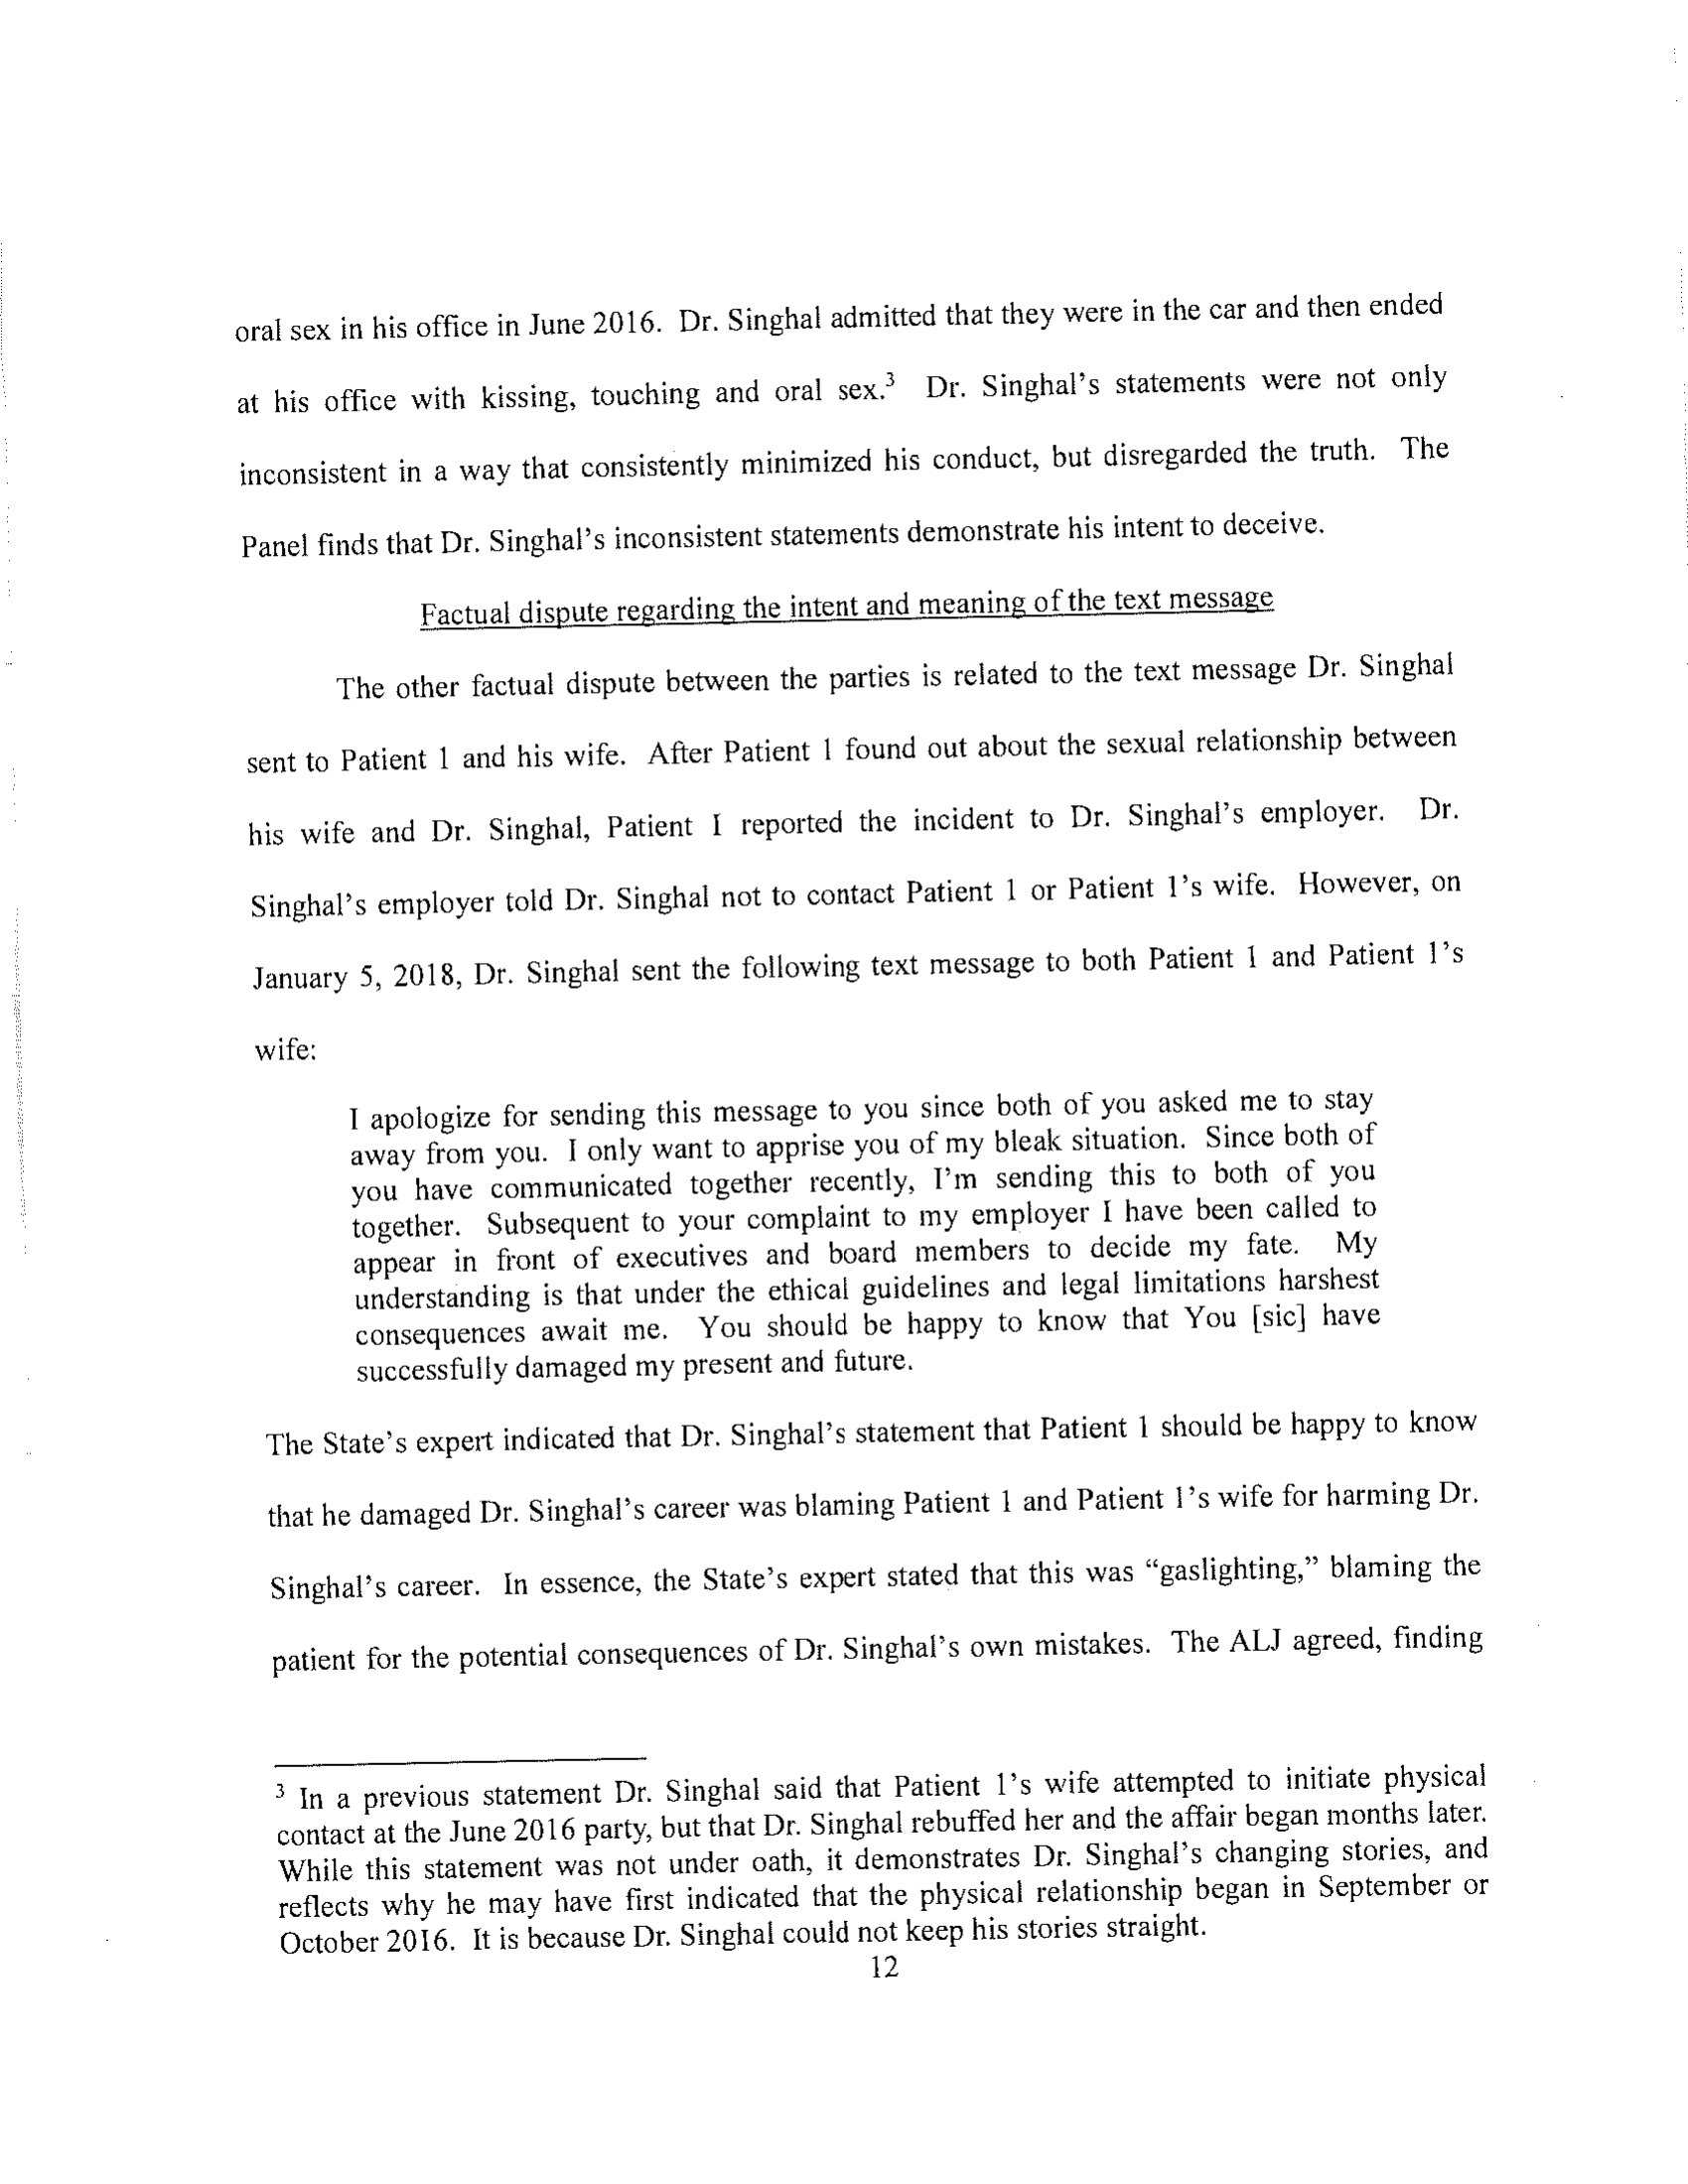 oral sex in his office in June 2016. Dr. Singhal admitted that they were in the car and then ended
at his office with kissing, touching and oral sex.³ Dr. Singhal's statements were not only
inconsistent in a way that consistently minimized his conduct, but disregarded the truth. The
Panel finds that Dr. Singhal's inconsistent statements demonstrate his intent to deceive.
Factual dispute regarding the intent and meaning of the text message
The other factual dispute between the parties is related to the text message Dr. Singhal
sent to Patient 1 and his wife. After Patient 1 found out about the sexual relationship between
his wife and Dr. Singhal, Patient I reported the incident to Dr. Singhal's employer. Dr.
Singhal's employer told Dr. Singhal not to contact Patient 1 or Patient 1's wife. However, on
January 5, 2018, Dr. Singhal sent the following text message to both Patient 1 and Patient 1's
wife:
I apologize for sending this message to you since both of you asked me to stay
away from you. I only want to apprise you of my bleak situation. Since both of
you have communicated together recently, I'm sending this to both of you
together. Subsequent to your complaint to my employer I have been called to
appear in front of executives and board members to decide my fate. My
understanding is that under the ethical guidelines and legal limitations harshest
consequences await me. You should be happy to know that You [sic] have
successfully damaged my present and future.
The State's expert indicated that Dr. Singhal's statement that Patient 1 should be happy to know
that he damaged Dr. Singhal's career was blaming Patient 1 and Patient 1's wife for harming Dr.
Singhal's career. In essence, the State's expert stated that this was "gaslighting," blaming the
patient for the potential consequences of Dr. Singhal's own mistakes. The ALJ agreed, finding
³ In a previous statement Dr. Singhal said that Patient 1's wife attempted to initiate physical
contact at the June 2016 party, but that Dr. Singhal rebuffed her and the affair began months later.
While this statement was not under oath, it demonstrates Dr. Singhal's changing stories, and
reflects why he may have first indicated that the physical relationship began in September or
October 2016. It is because Dr. Singhal could not keep his stories straight.
12